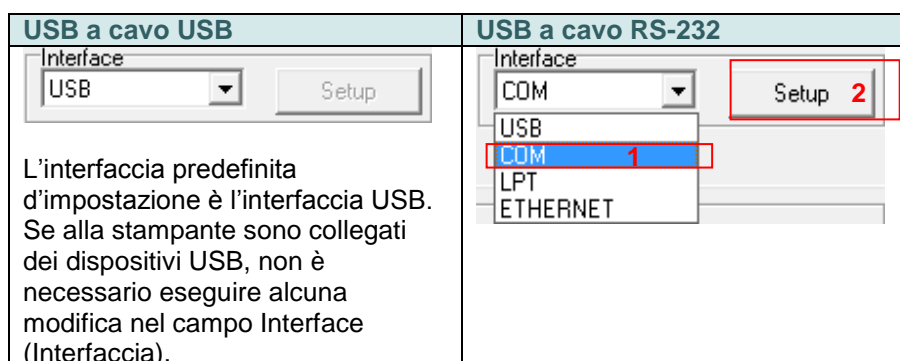 USB a cavo USB
Interface
USB
Setup
L'interfaccia predefinita
d'impostazione è l'interfaccia USB.
Se alla stampante sono collegati
dei dispositivi USB, non è
necessario eseguire alcuna
modifica nel campo Interface
(Interfaccia).
USB a cavo RS-232
Interface
COM
Setup 2
USB
COM 1
LPT
ETHERNET